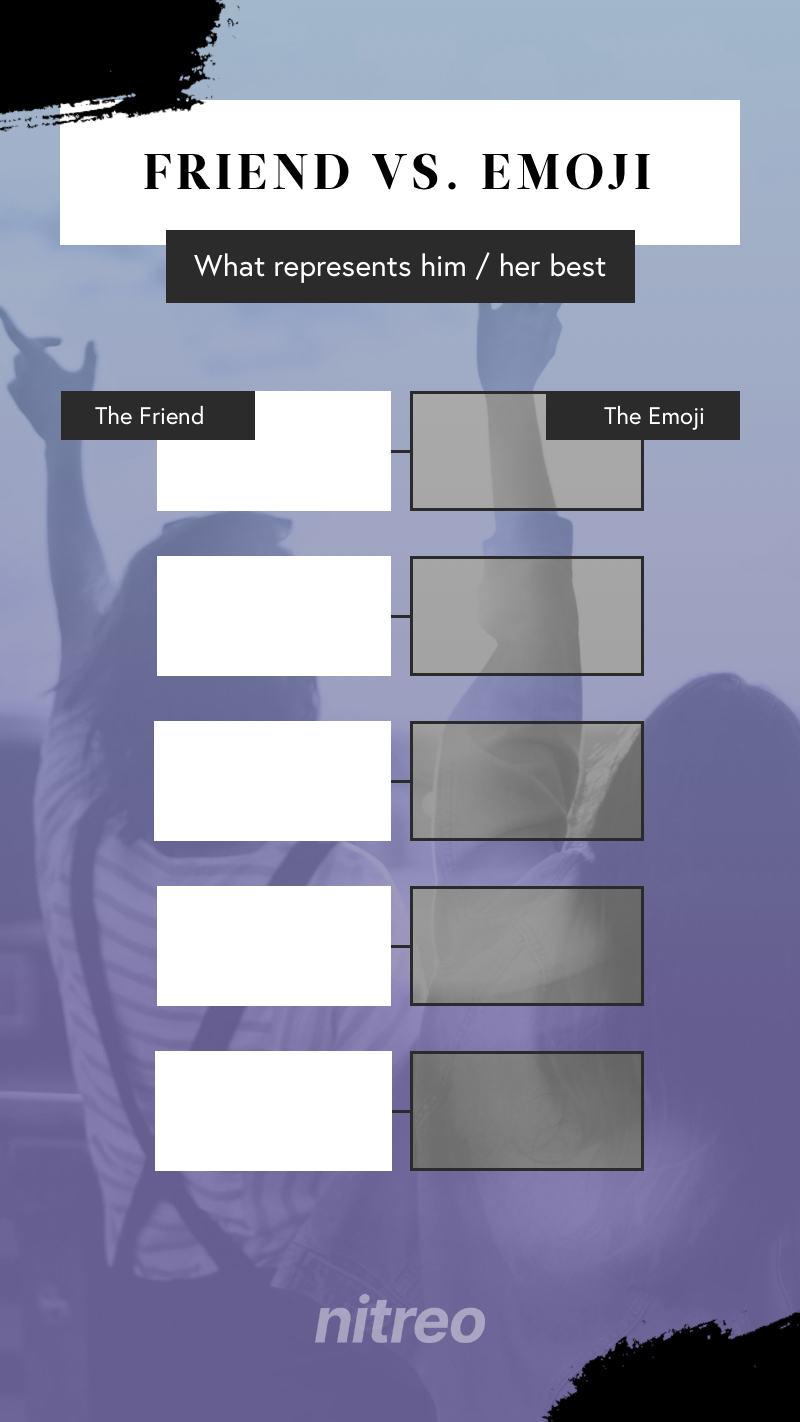 FRIEND VS. EMOJI
What represents him / her best
The Friend
The Emoji
nitreo